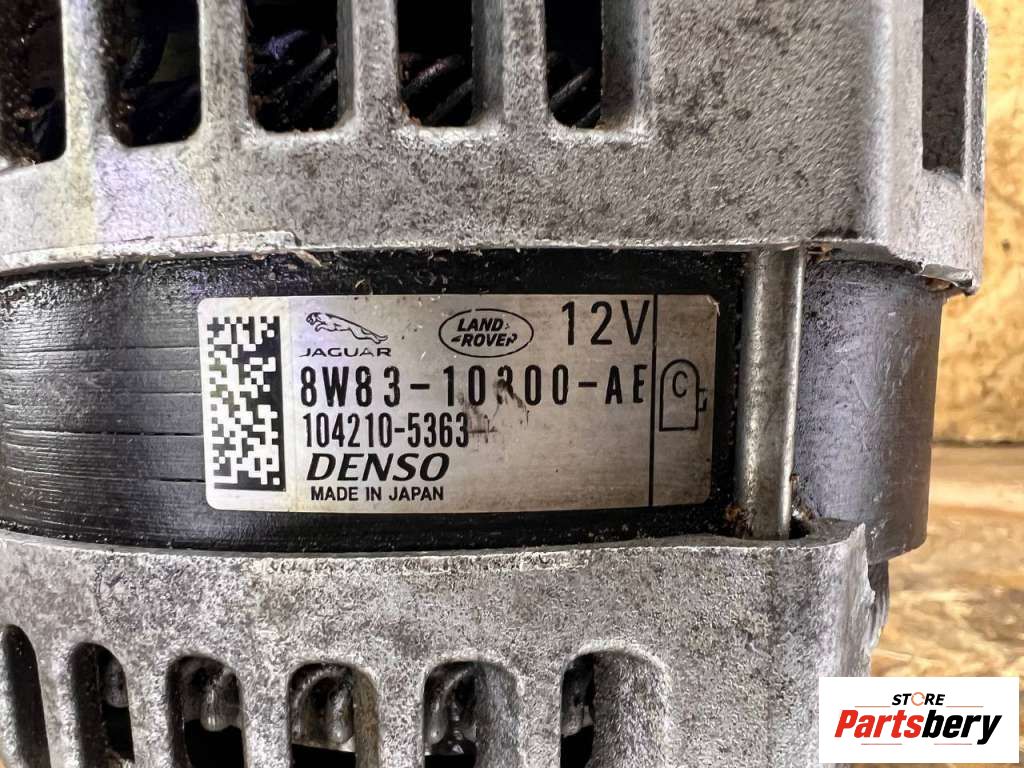 JAGUAR
LAND ROVER
12V
8W83-10300-AE
C
104210-5363
DENSO
MADE IN JAPAN
STORE
Partsbery